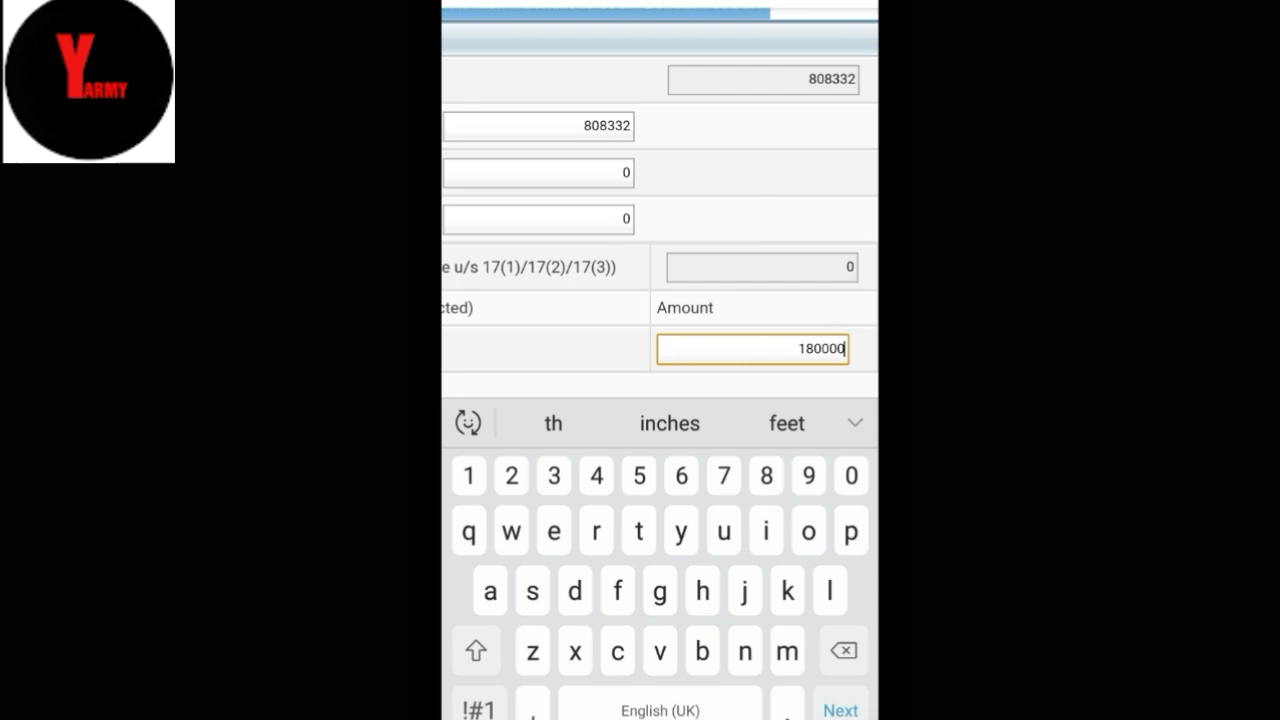 Y
ARMY
808332
808332
0
0
e u/s 17(1)/17(2)/17(3)) 0
cted) Amount
180000
th inches feet
1 2 3 4 5 6 7 8 9 0
q w e r t y u i o p
a s d f g h j k l
z x c v b n m
!#1 , English (UK) . Next